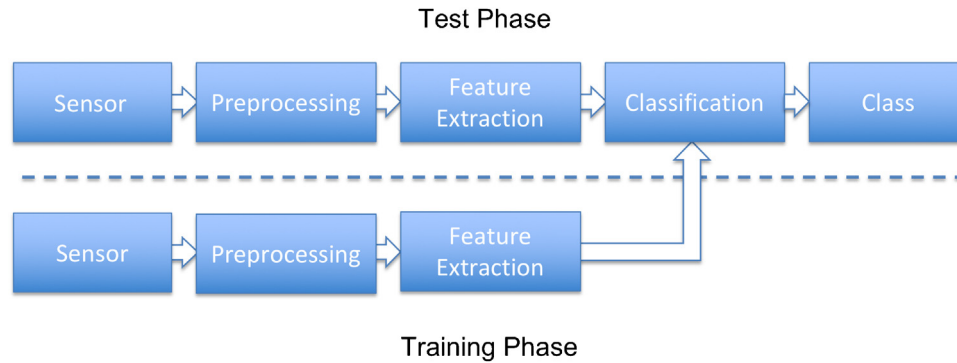 Test Phase
Sensor
Preprocessing
Feature
Extraction
Classification
Class
Sensor
Preprocessing
Feature
Extraction
Training Phase